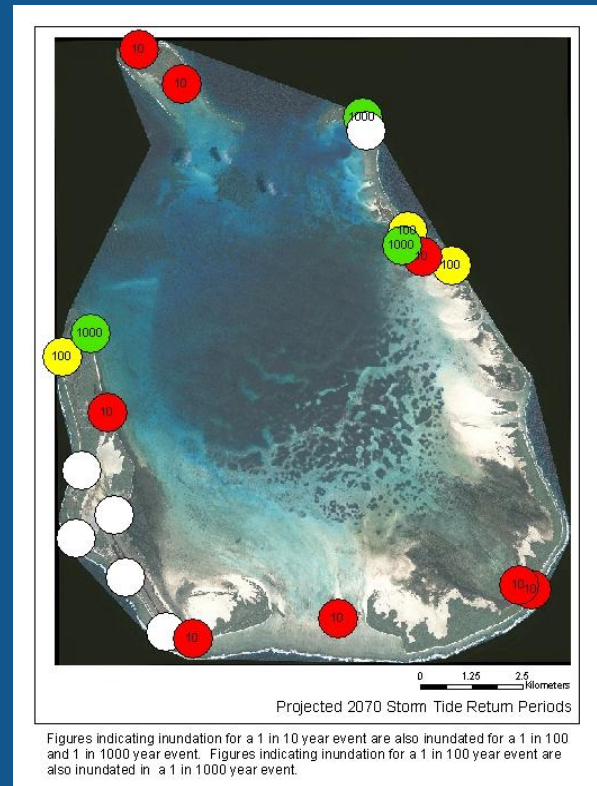 10
10
1000
100
1000
10
100
1000
100
10
10
10
10
10
0 1.25 2.5
Kilometers
Projected 2070 Storm Tide Return Periods
Figures indicating inundation for a 1 in 10 year event are also inundated for a 1 in 100
and 1 in 1000 year event. Figures indicating inundation for a 1 in 100 year event are
also inundated in a 1 in 1000 year event.